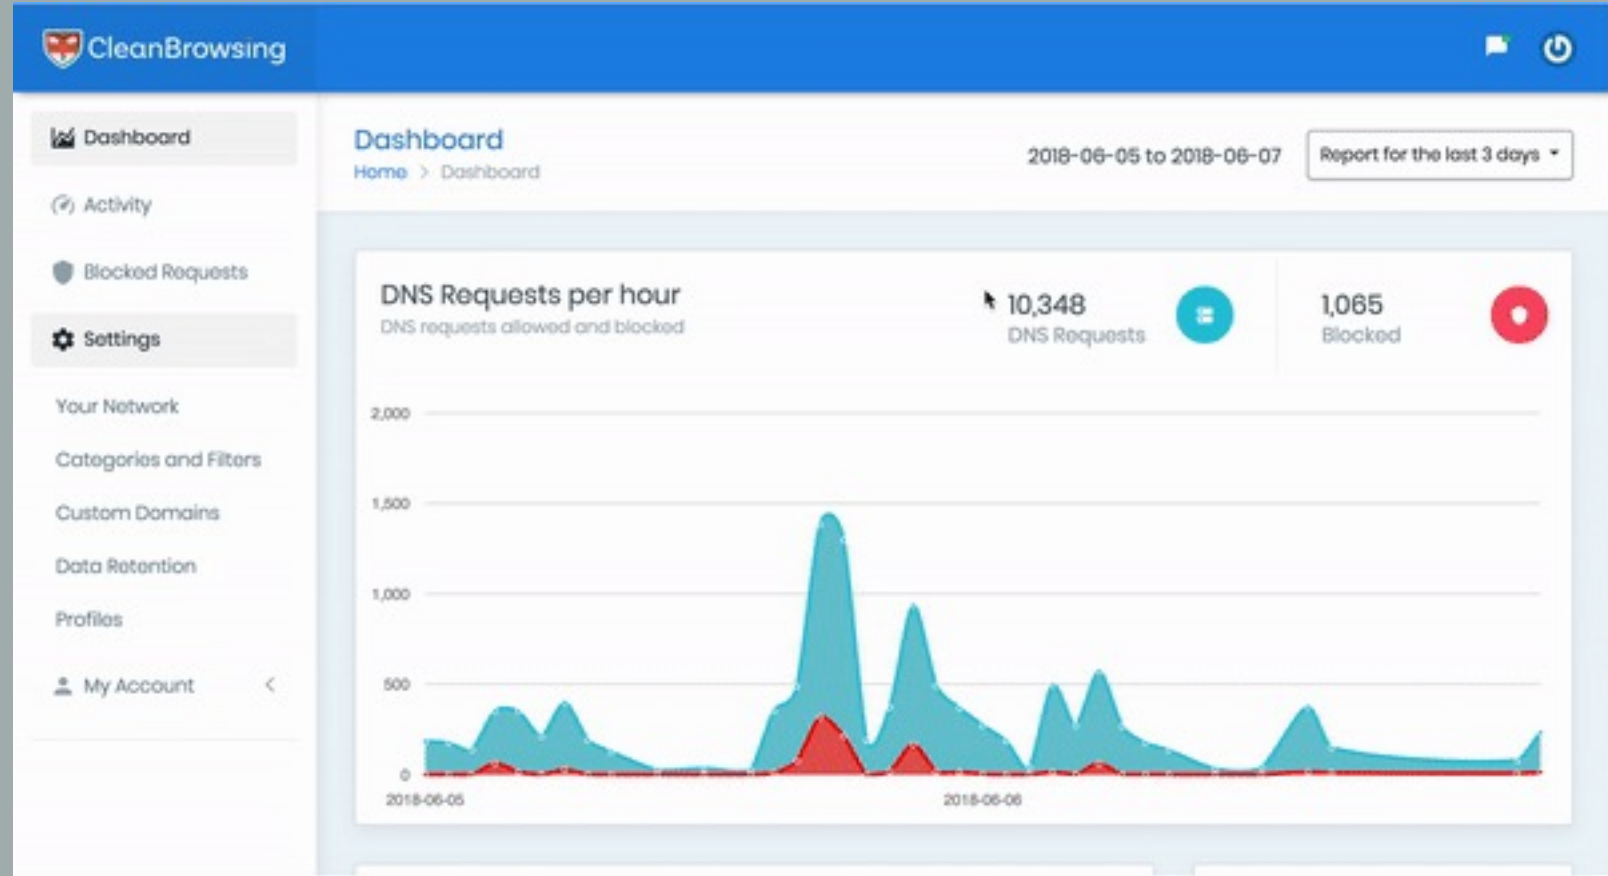 CleanBrowsing
Dashboard
Activity
Blocked Requests
Settings
Your Network
Categories and Filters
Custom Domains
Data Retention
Profiles
My Account
Dashboard
Home > Dashboard
2018-06-05 to 2018-06-07
Report for the last 3 days
DNS Requests per hour
DNS requests allowed and blocked
10,348
DNS Requests
1,065
Blocked
2,000
1,500
1,000
500
0
2018-06-05
2018-06-06